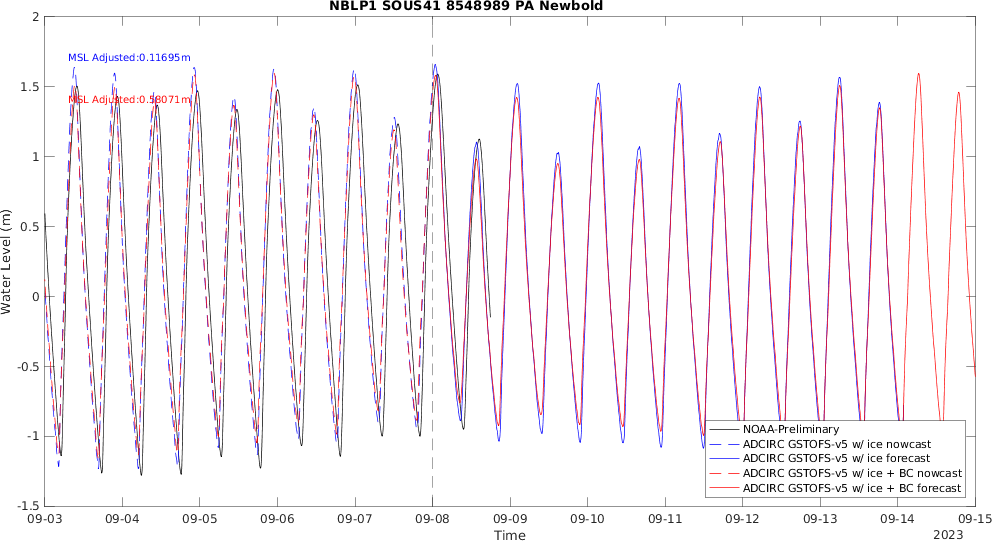 NBLP1 SOUS41 8548989 PA Newbold
MSL Adjusted:0.11695m
MSL Adjusted:0.58071m
Water Level (m)
2
1.5
1
0.5
0
-0.5
-1
-1.5
09-03 09-04 09-05 09-06 09-07 09-08 09-09 09-10 09-11 09-12 09-13 09-14 09-15
Time
2023
NOAA-Preliminary
ADCIRC GSTOFS-v5 w/ ice nowcast
ADCIRC GSTOFS-v5 w/ ice forecast
ADCIRC GSTOFS-v5 w/ ice + BC nowcast
ADCIRC GSTOFS-v5 w/ ice + BC forecast